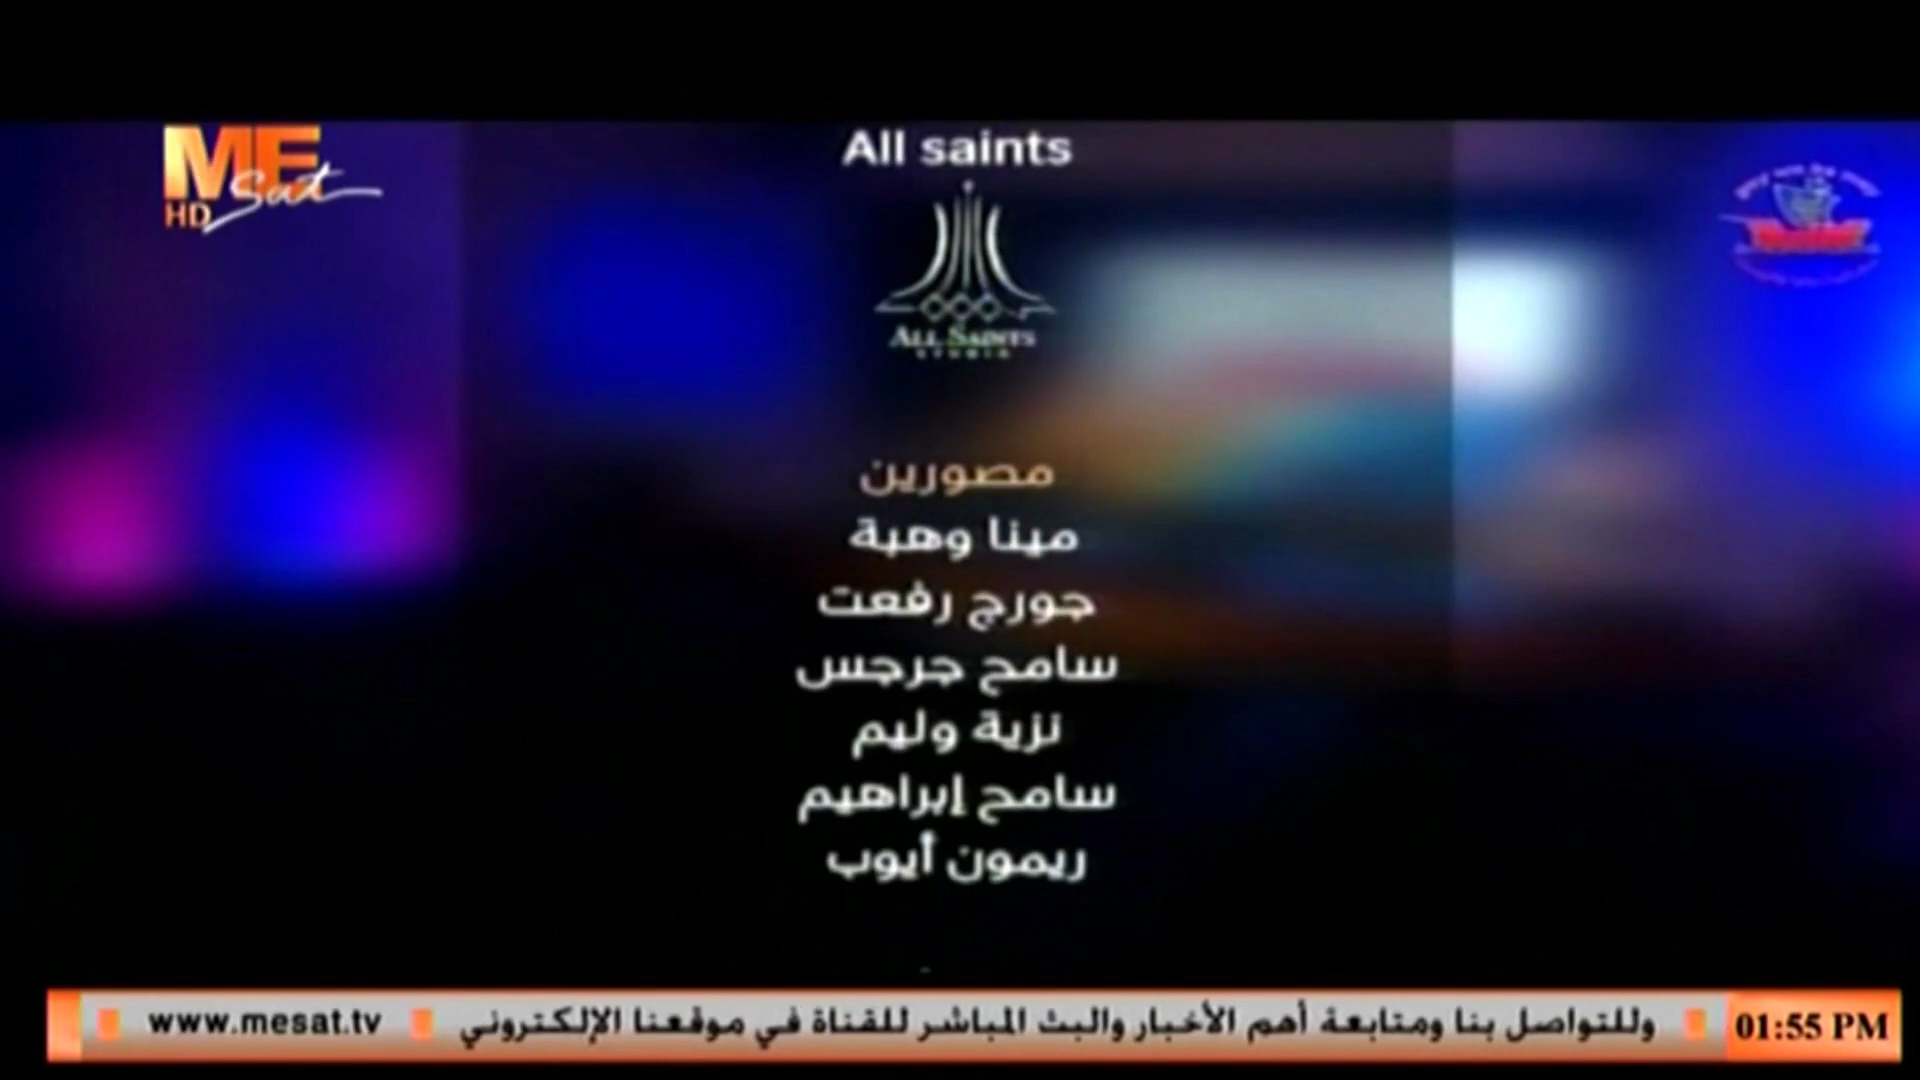 ME Sat
HD
All saints
ALL SAINTS
STUDIO
مصورين
مينا وهبة
جورج رفعت
سامح جرجس
نزية وليم
سامح إبراهيم
ريمون أيوب
وللتواصل بنا ومتابعة أهم الأخبار والبث المباشر للقناة في موقعنا الإلكتروني www.mesat.tv
01:55 PM